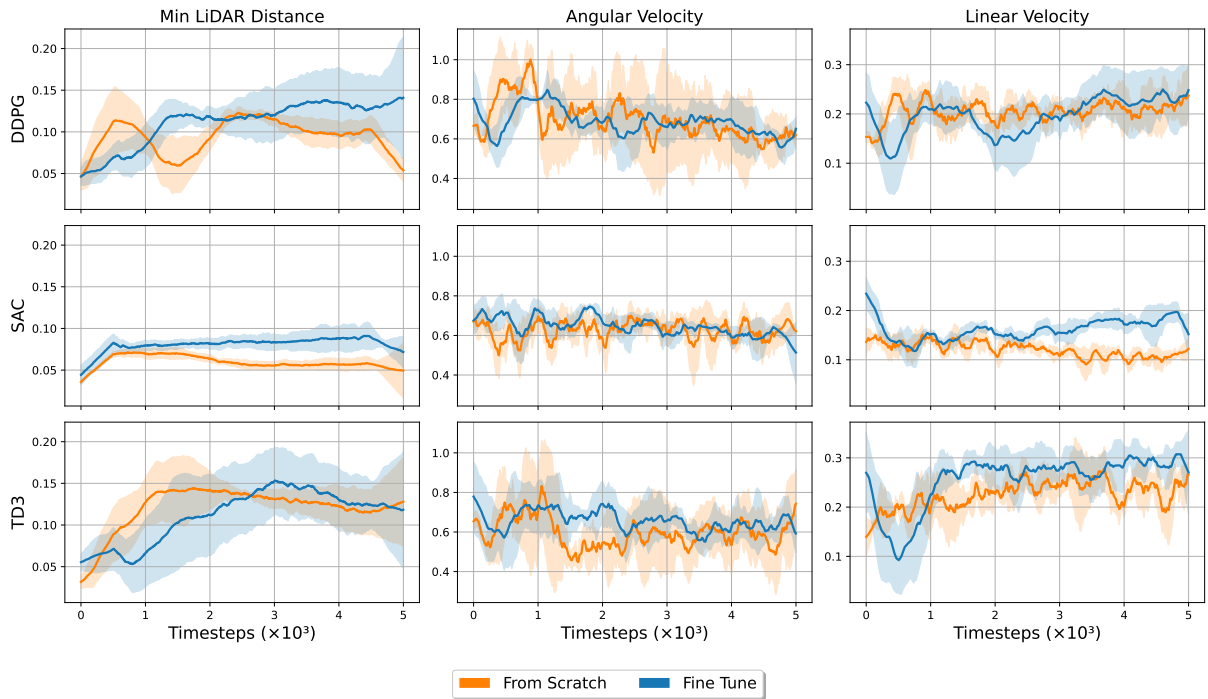 Min LiDAR Distance
Angular Velocity
Linear Velocity
DDPG
0.20
0.15
0.10
0.05
1.0
0.8
0.6
0.4
0.3
0.2
0.1
SAC
0.20
0.15
0.10
0.05
1.0
0.8
0.6
0.4
0.3
0.2
0.1
TD3
0.20
0.15
0.10
0.05
1.0
0.8
0.6
0.4
0.3
0.2
0.1
0 1 2 3 4 5
0 1 2 3 4 5
0 1 2 3 4 5
Timesteps (×10³)
Timesteps (×10³)
Timesteps (×10³)
From Scratch
Fine Tune